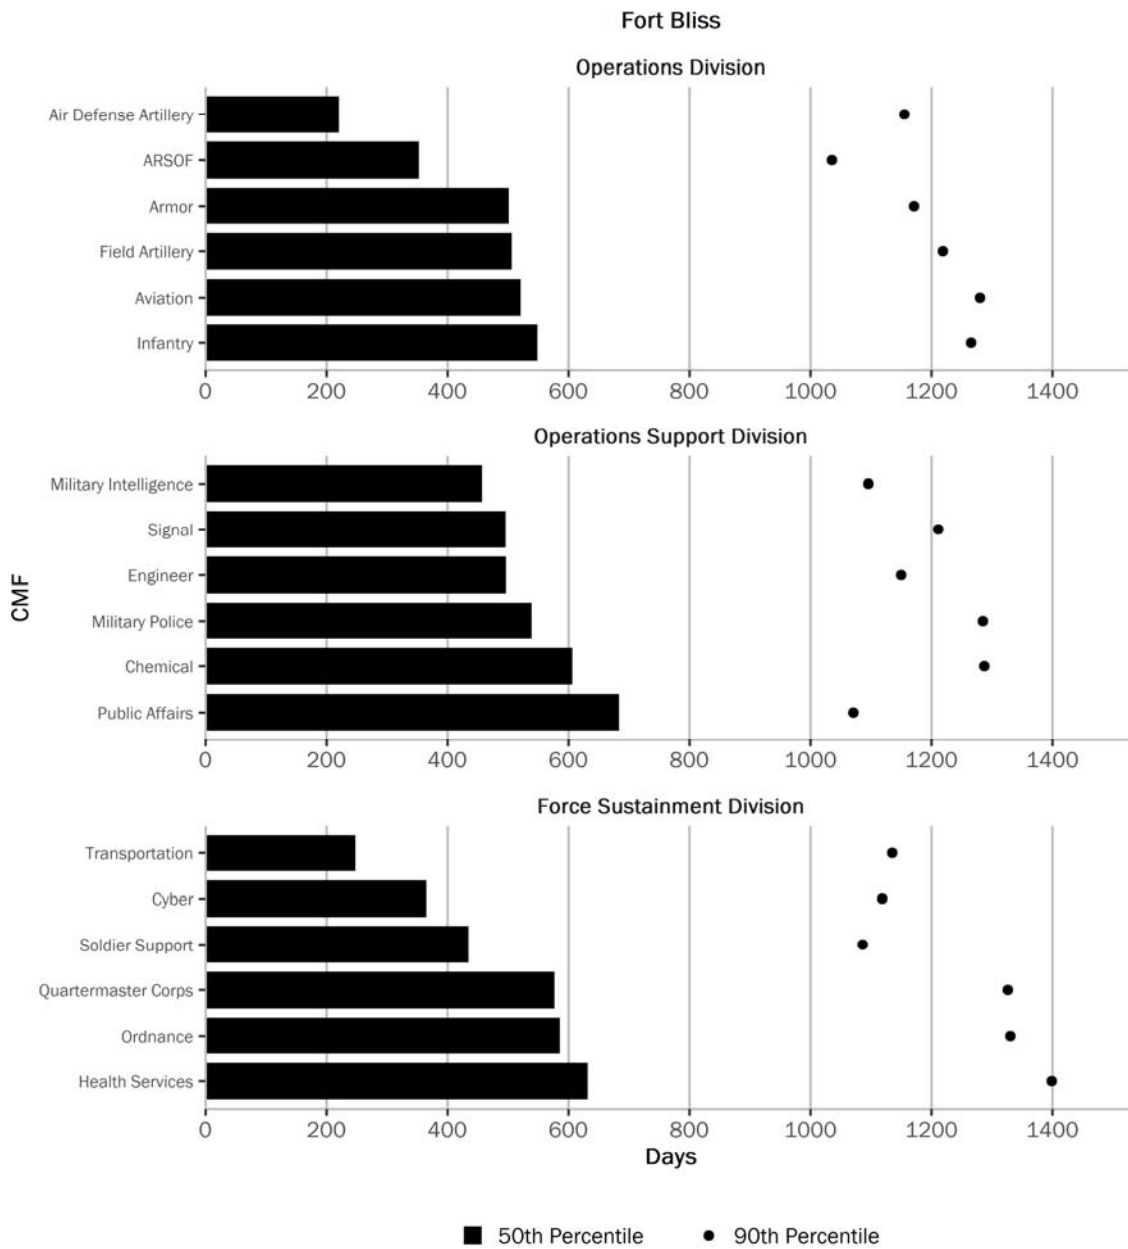 Fort Bliss
Operations Division
Air Defense Artillery
ARSOF
Armor
Field Artillery
Aviation
Infantry
0 200 400 600 800 1000 1200 1400
Operations Support Division
Military Intelligence
Signal
Engineer
Military Police
Chemical
Public Affairs
0 200 400 600 800 1000 1200 1400
CMF
Force Sustainment Division
Transportation
Cyber
Soldier Support
Quartermaster Corps
Ordnance
Health Services
0 200 400 600 800 1000 1200 1400
Days
50th Percentile 90th Percentile